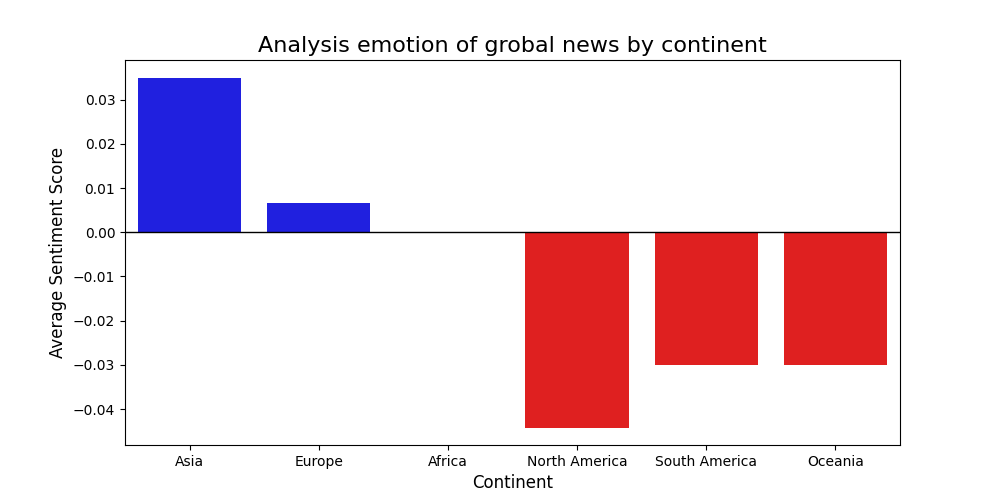 Analysis emotion of grobal news by continent
Average Sentiment Score
0.03
0.02
0.01
0.00
−0.01
−0.02
−0.03
−0.04
Asia Europe Africa North America South America Oceania
Continent